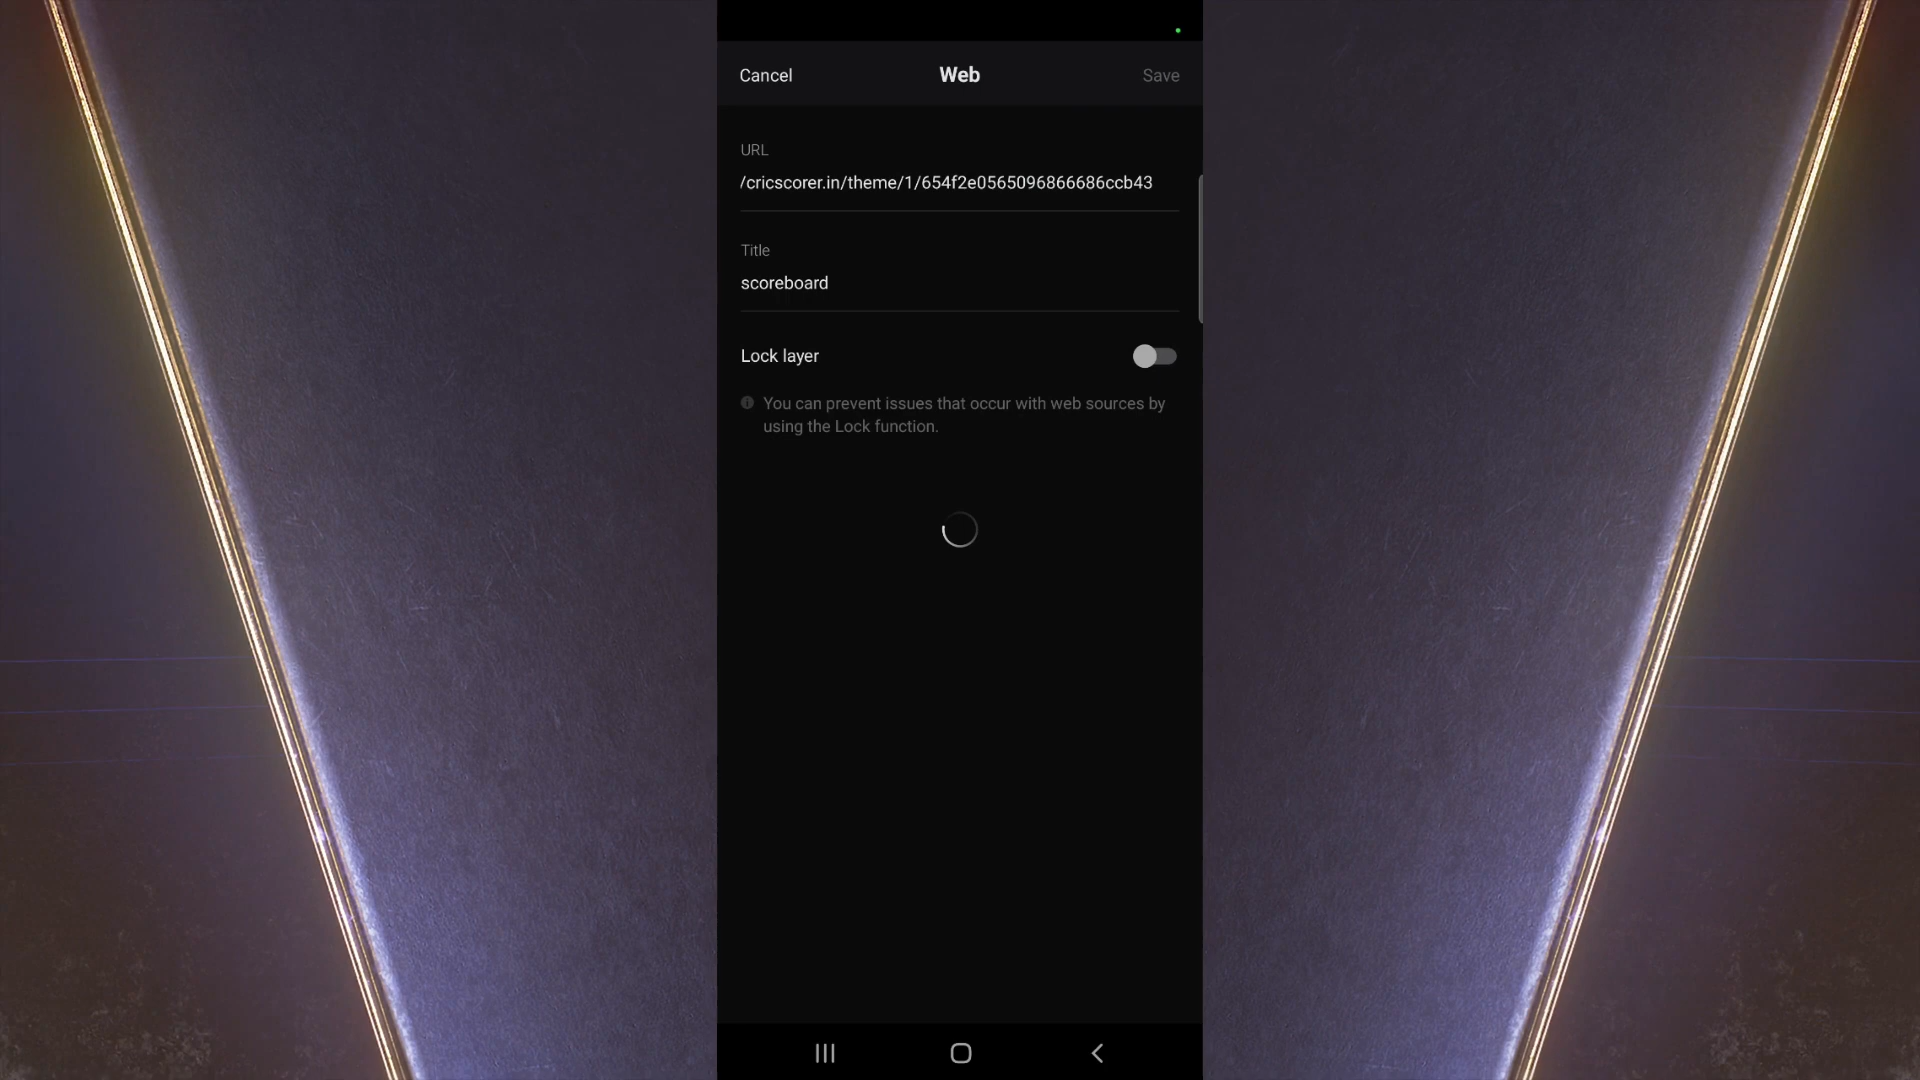 Cancel
Web
Save
URL
/cricscorer.in/theme/1/654f2e0565096866686ccb43
Title
scoreboard
Lock layer
You can prevent issues that occur with web sources by
using the Lock function.